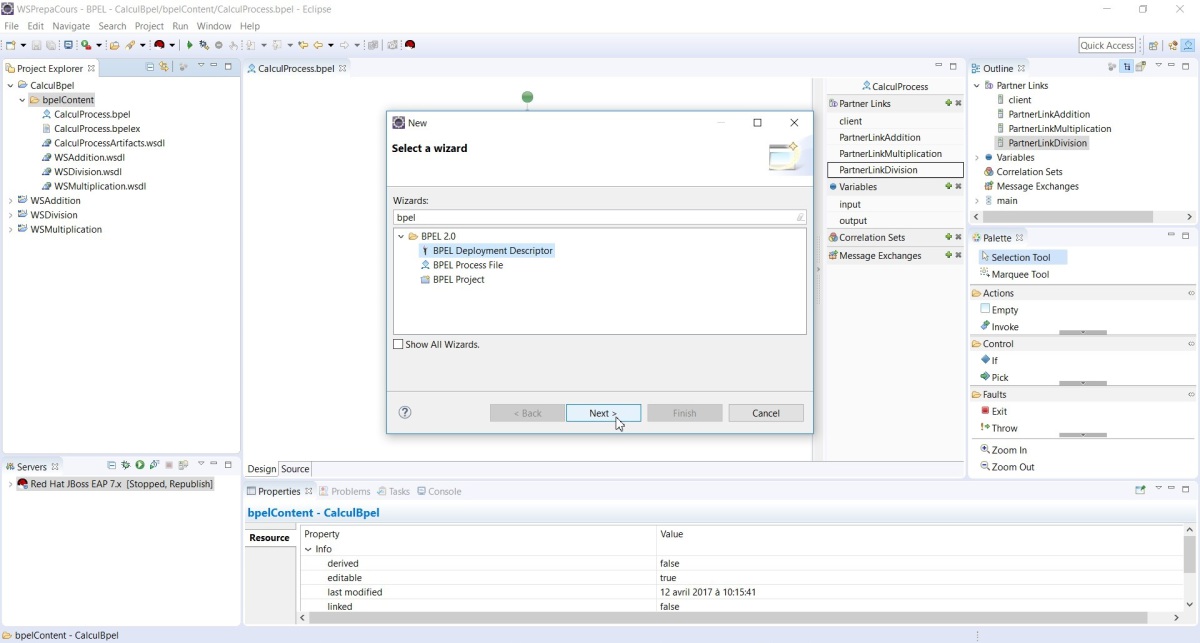 WSPrepaCours - BPEL - CalculBpel/bpelContent/CalculProcess.bpel - Eclipse
File Edit Navigate Search Project Run Window Help
Quick Access
Project Explorer
CalculBpel
bpelContent
CalculProcess.bpel
CalculProcess.bpelex
CalculProcessArtifacts.wsdl
WSAddition.wsdl
WSDivision.wsdl
WSMultiplication.wsdl
WSAddition
WSDivision
WSMultiplication
CalculProcess.bpel
New
Select a wizard
Wizards:
bpel
BPEL 2.0
BPEL Deployment Descriptor
BPEL Process File
BPEL Project
Show All Wizards.
< Back Next > Finish Cancel
CalculProcess
Partner Links
client
PartnerLinkAddition
PartnerLinkMultiplication
PartnerLinkDivision
Variables
input
output
Correlation Sets
Message Exchanges
Outline
Partner Links
client
PartnerLinkAddition
PartnerLinkMultiplication
PartnerLinkDivision
Variables
Correlation Sets
Message Exchanges
main
Palette
Selection Tool
Marquee Tool
Actions
Empty
Invoke
Control
If
Pick
Faults
Exit
Throw
Zoom In
Zoom Out
Design Source
Servers
Red Hat JBoss EAP 7.x [Stopped, Republish]
Properties Problems Tasks Console
bpelContent - CalculBpel
Resource
Property Value
Info
derived false
editable true
last modified 12 avril 2017 à 10:15:41
linked false
bpelContent - CalculBpel